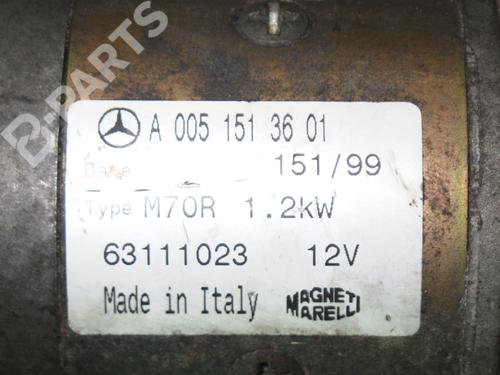 B-PARTS
A 005 151 36 01
Date 151/99
Type M70R 1.2kW
63111023 12V
Made in Italy MAGNETI MARELLI